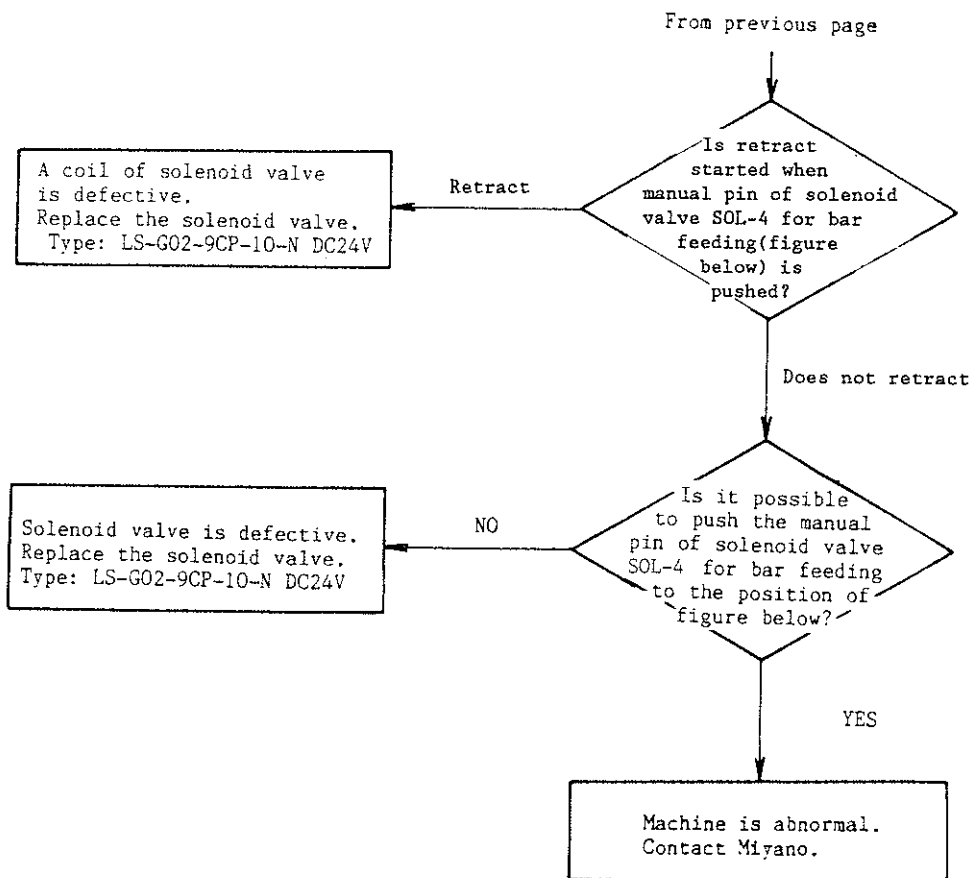 From previous page
Is retract
started when
manual pin of solenoid
valve SOL-4 for bar
feeding(figure
below) is
pushed?
Retract
A coil of solenoid valve
is defective.
Replace the solenoid valve.
Type: LS-G02-9CP-10-N DC24V
Does not retract
Is it possible
to push the manual
pin of solenoid valve
SOL-4 for bar feeding
to the position of
figure below?
NO
Solenoid valve is defective.
Replace the solenoid valve.
Type: LS-G02-9CP-10-N DC24V
YES
Machine is abnormal.
Contact Miyano.